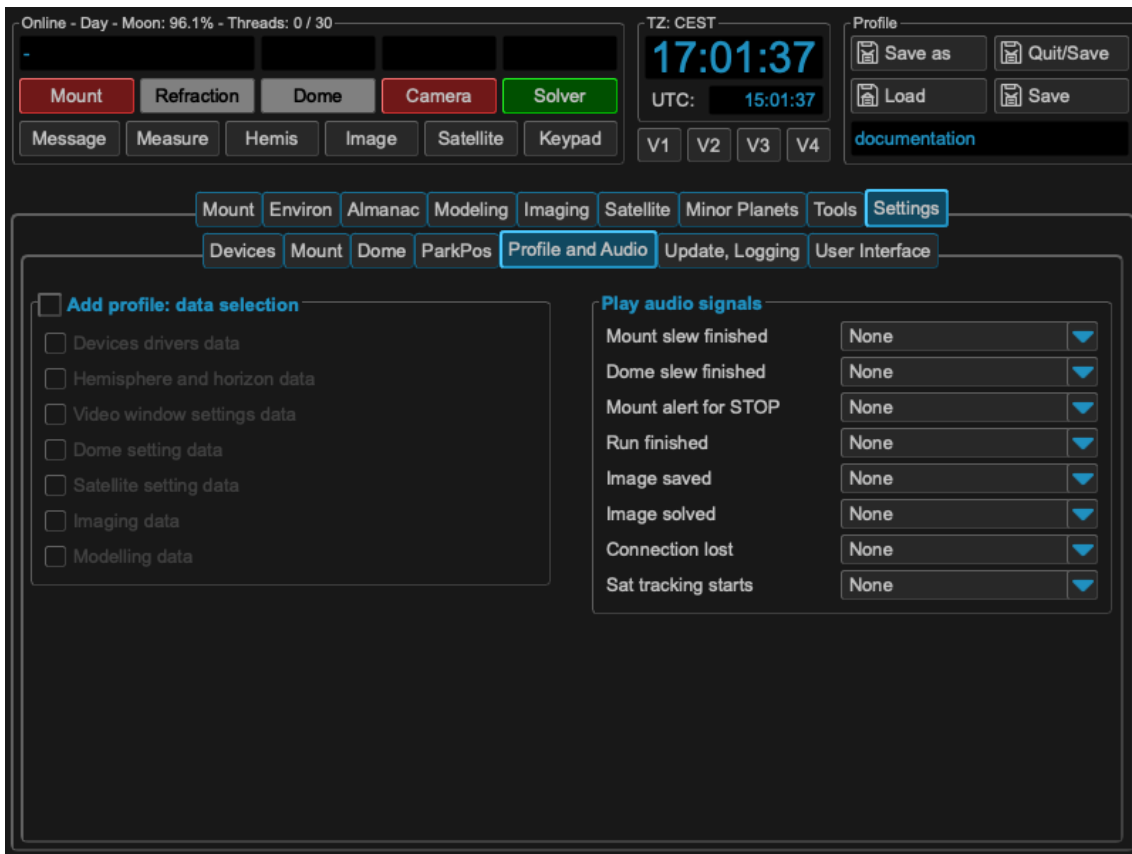 Online - Day - Moon: 96.1% - Threads: 0 / 30
TZ: CEST
Profile
-
17:01:37
Save as
Quit/Save
Mount Refraction Dome Camera Solver
UTC: 15:01:37
Load
Save
Message Measure Hemis Image Satellite Keypad
V1 V2 V3 V4
documentation
Mount Environ Almanac Modeling Imaging Satellite Minor Planets Tools Settings
Devices Mount Dome ParkPos Profile and Audio Update, Logging User Interface
Add profile: data selection
Devices drivers data
Hemisphere and horizon data
Video window settings data
Dome setting data
Satellite setting data
Imaging data
Modelling data
Play audio signals
Mount slew finished None
Dome slew finished None
Mount alert for STOP None
Run finished None
Image saved None
Image solved None
Connection lost None
Sat tracking starts None